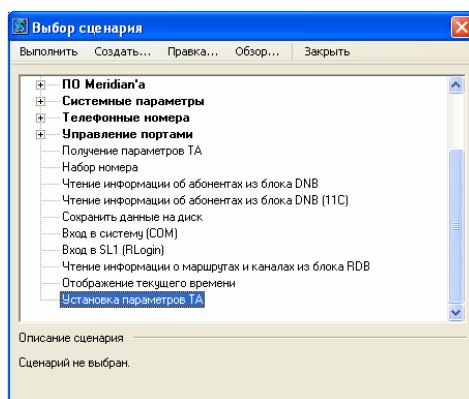 Выбор сценария
Выполнить Создать... Правка... Обзор... Закрыть
ПО Meridian'a
Системные параметры
Телефонные номера
Управление портами
Получение параметров ТА
Набор номера
Чтение информации об абонентах из блока DNB
Чтение информации об абонентах из блока DNB (11C)
Сохранить данные на диск
Вход в систему (COM)
Вход в SL1 (RLogin)
Чтение информации о маршрутах и каналах из блока RDB
Отображение текущего времени
Установка параметров ТА
Описание сценария
Сценарий не выбран.